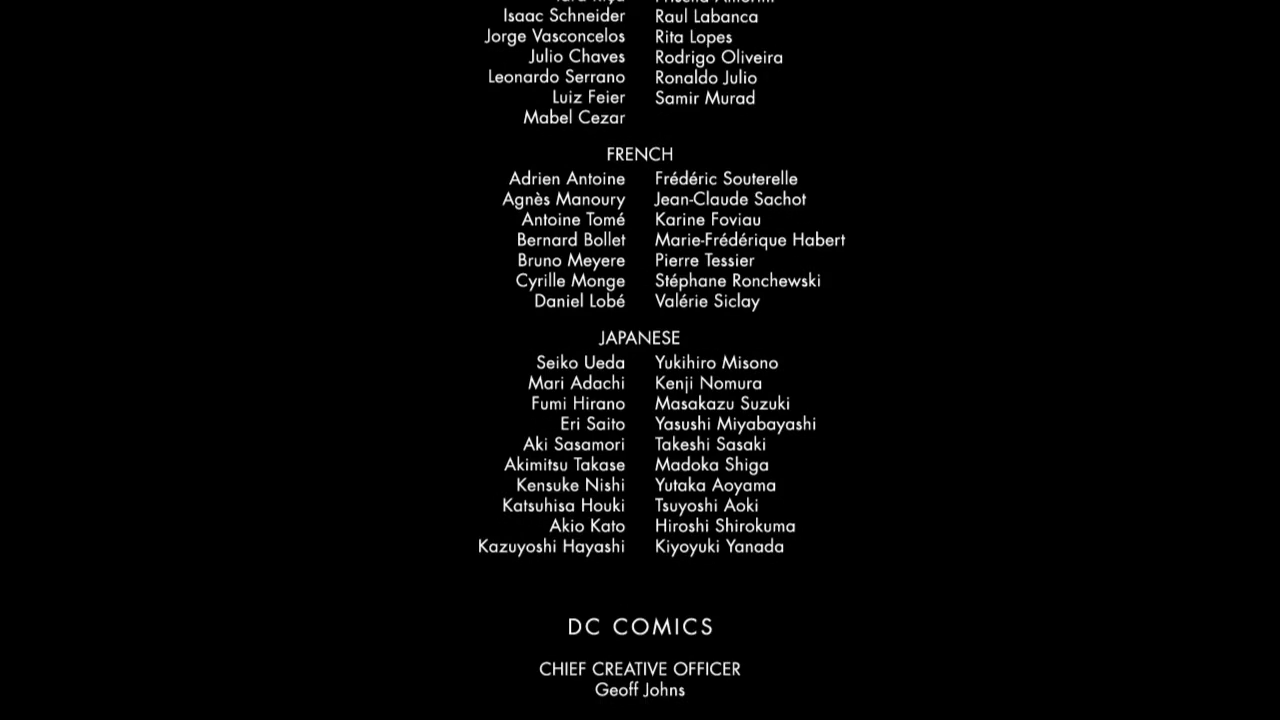 Isaac Schneider Raul Labanca
Jorge Vasconcelos Rita Lopes
Julio Chaves Rodrigo Oliveira
Leonardo Serrano Ronaldo Julio
Luiz Feier Samir Murad
Mabel Cezar
FRENCH
Adrien Antoine Frédéric Souterelle
Agnès Manoury Jean-Claude Sachot
Antoine Tomé Karine Foviau
Bernard Bollet Marie-Frédérique Habert
Bruno Meyere Pierre Tessier
Cyrille Monge Stéphane Ronchewski
Daniel Lobé Valérie Siclay
JAPANESE
Seiko Ueda Yukihiro Misono
Mari Adachi Kenji Nomura
Fumi Hirano Masakazu Suzuki
Eri Saito Yasushi Miyabayashi
Aki Sasamori Takeshi Sasaki
Akimitsu Takase Madoka Shiga
Kensuke Nishi Yutaka Aoyama
Katsuhisa Houki Tsuyoshi Aoki
Akio Kato Hiroshi Shirokuma
Kazuyoshi Hayashi Kiyoyuki Yanada
DC COMICS
CHIEF CREATIVE OFFICER
Geoff Johns